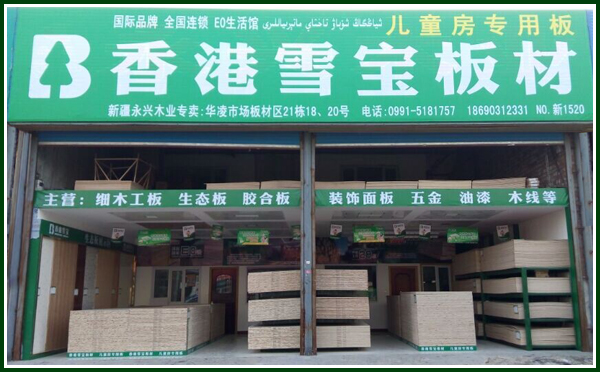 国际品牌 全国连锁 E0生活馆
儿童房专用板
香港雪宝板材
新疆永兴木业专卖:华凌市场板材区21栋18、20号 电话:0991-5181757 18690312331 NO.新1520
主营: 细木工板 生态板 胶合板 装饰面板 五金 油漆 木线等